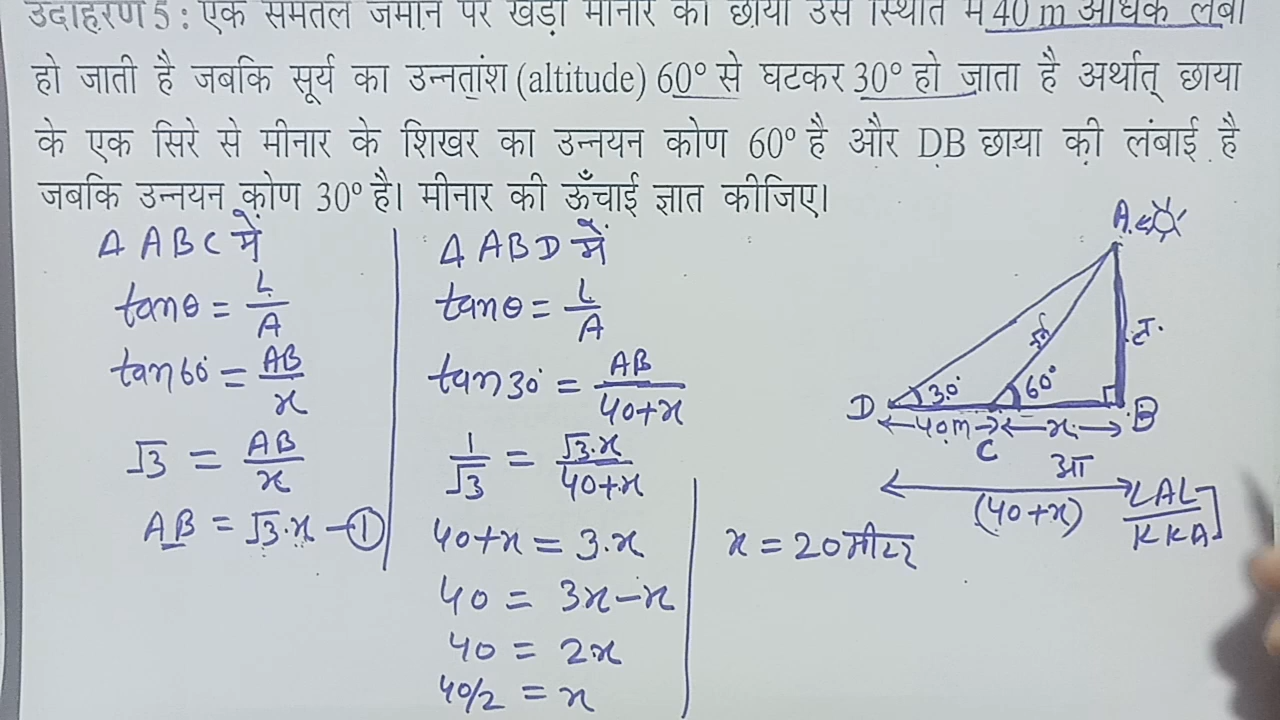 उदाहरण 5 : एक समतल जमीन पर खड़ी मीनार की छाया उस स्थिति में 40 m अधिक लंबी
हो जाती है जबकि सूर्य का उन्नतांश (altitude) 60° से घटकर 30° हो जाता है अर्थात् छाया
के एक सिरे से मीनार के शिखर का उन्नयन कोण 60° है और DB छाया की लंबाई है
जबकि उन्नयन कोण 30° है। मीनार की ऊँचाई ज्ञात कीजिए।
Δ ABC में
tanθ = L/A
tan60° = AB/x
√3 = AB/x
AB = √3.x —①
Δ ABD में
tanθ = L/A
tan30° = AB/40+x
1/√3 = √3.x/40+x
40+x = 3.x
40 = 3x-x
40 = 2x
40/2 = x
x = 20 मीटर
A
30°
60°
D
B
40m
x
C
आ
(40+x)
LAL/KKA